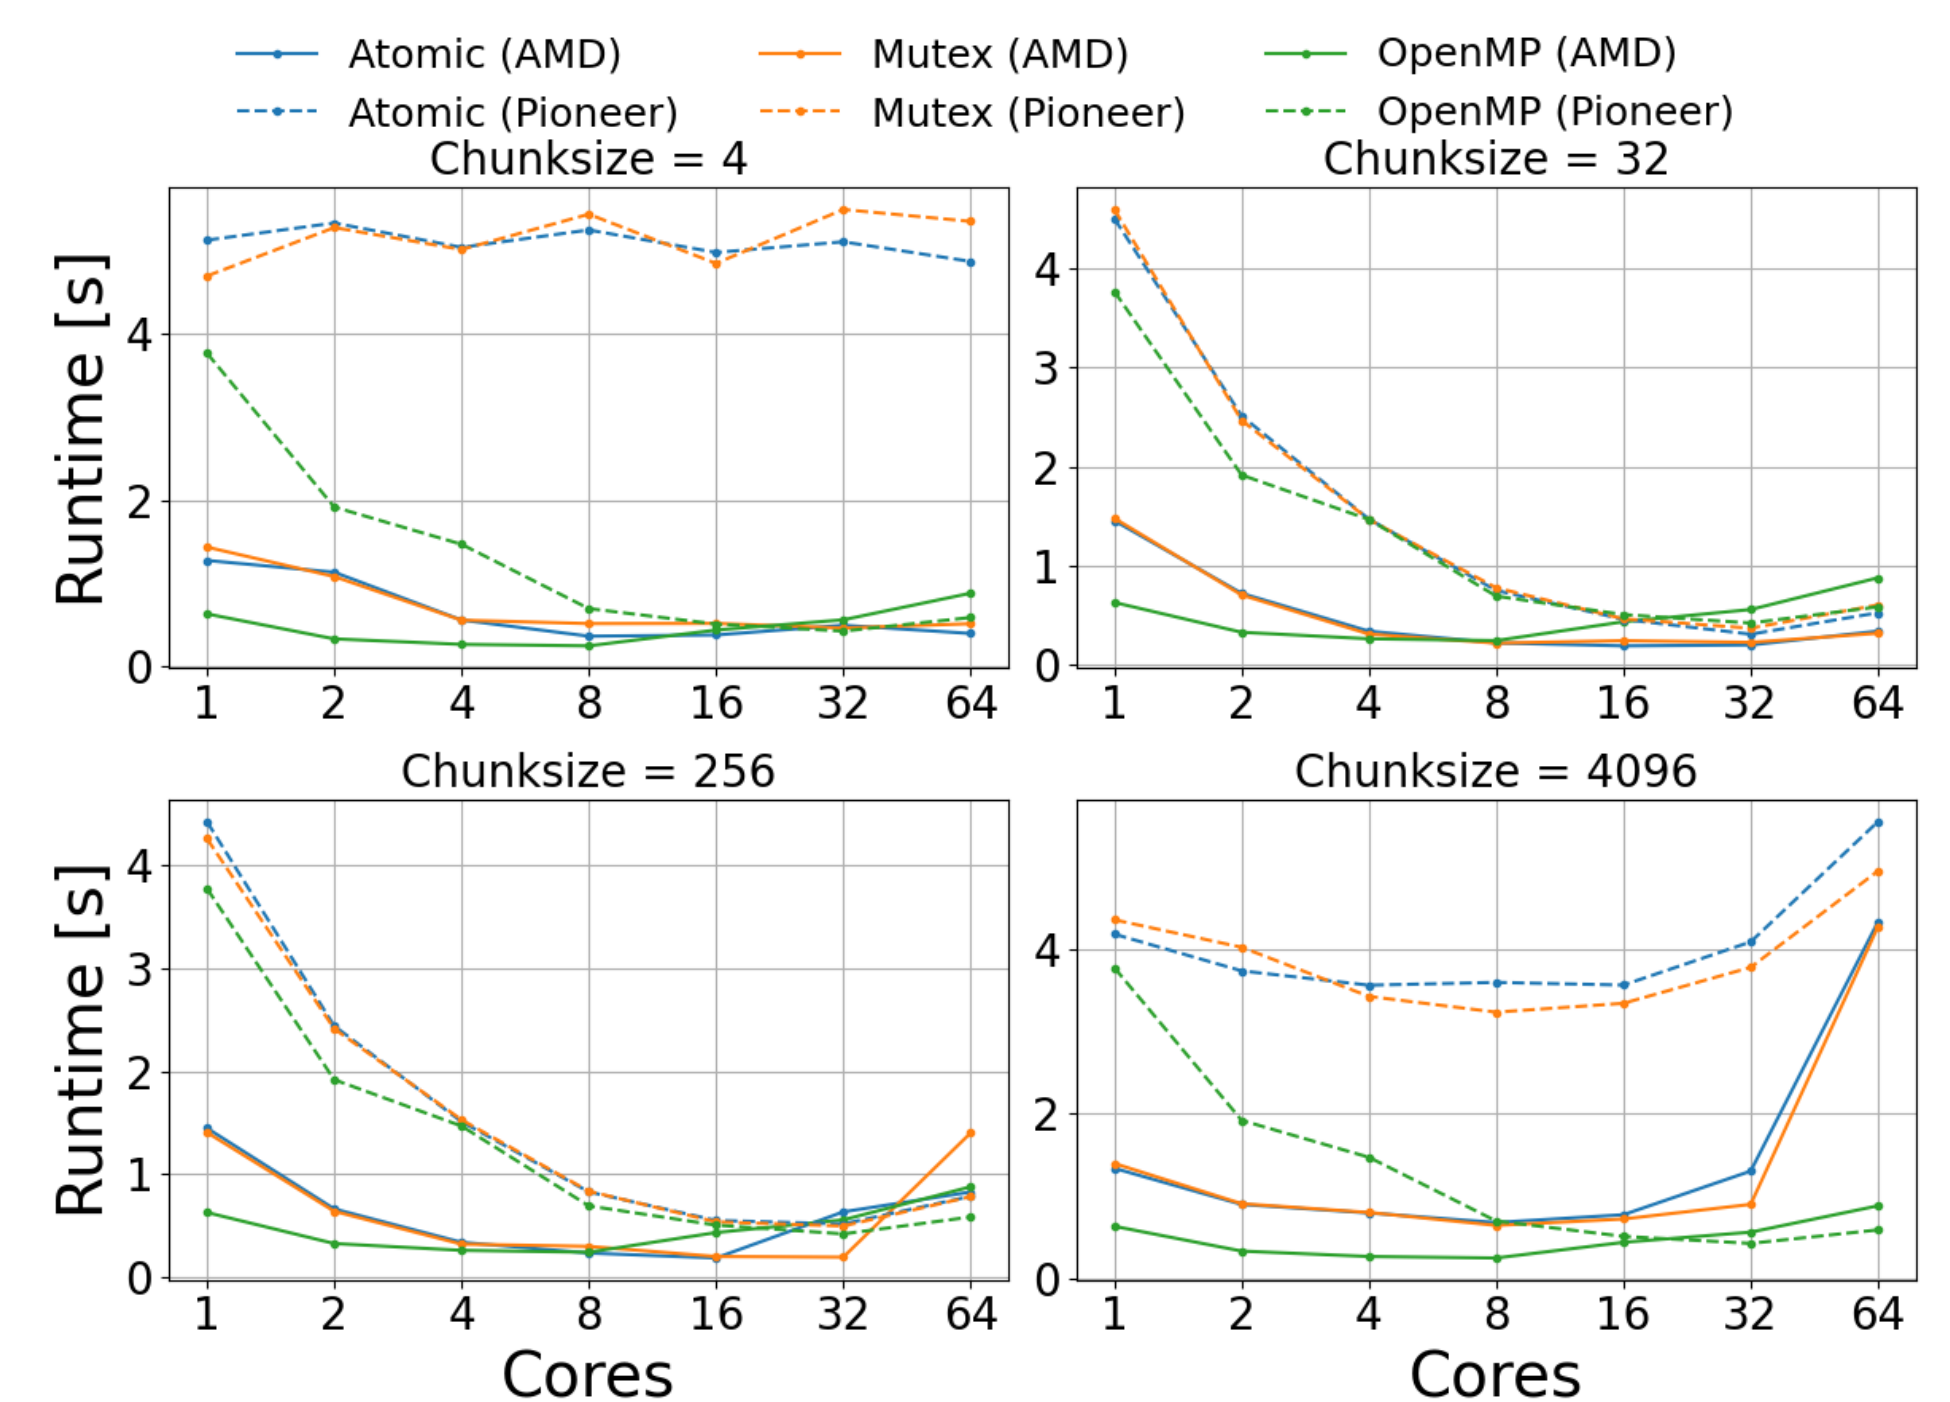 Atomic (AMD) Mutex (AMD) OpenMP (AMD)
Atomic (Pioneer) Mutex (Pioneer) OpenMP (Pioneer)
Chunksize = 4
Runtime [s]
4
2
0
1 2 4 8 16 32 64
Chunksize = 32
4
3
2
1
0
1 2 4 8 16 32 64
Chunksize = 256
Runtime [s]
4
3
2
1
0
1 2 4 8 16 32 64
Cores
Chunksize = 4096
4
2
0
1 2 4 8 16 32 64
Cores